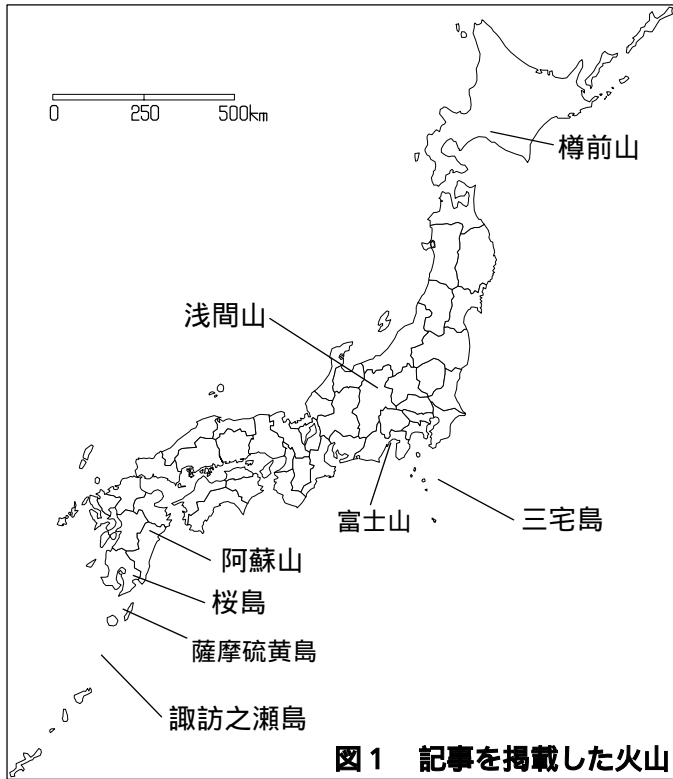 0 250 500km
樽前山
浅間山
富士山
三宅島
阿蘇山
桜島
薩摩硫黄島
諏訪之瀬島
図1 記事を掲載した火山